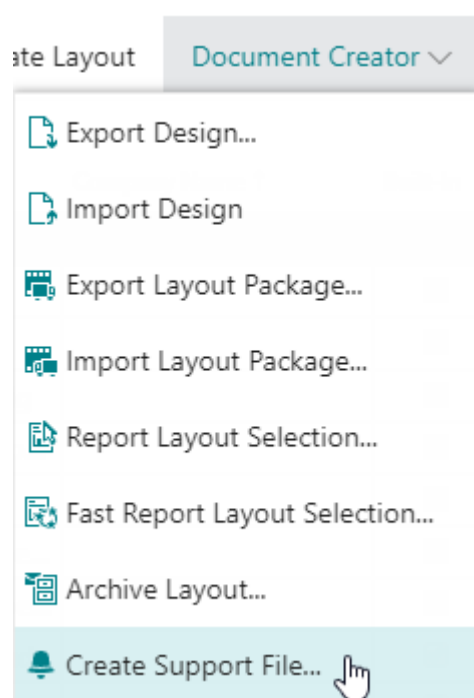 ate Layout Document Creator
Export Design...
Import Design
Export Layout Package...
Import Layout Package...
Report Layout Selection...
Fast Report Layout Selection...
Archive Layout...
Create Support File...